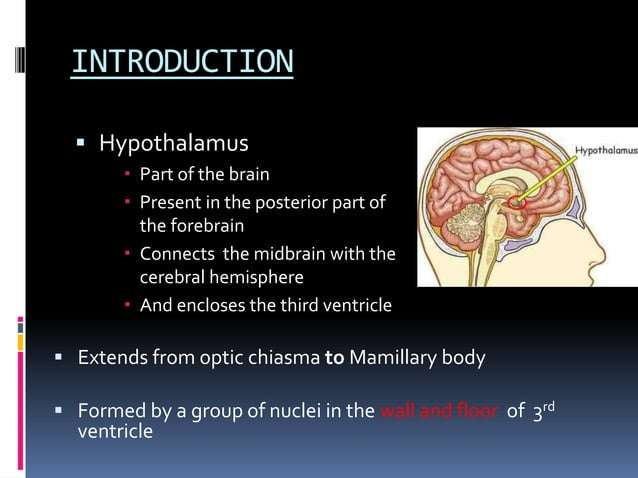 INTRODUCTION
Hypothalamus
Part of the brain
Present in the posterior part of
the forebrain
Connects the midbrain with the
cerebral hemisphere
And encloses the third ventricle
Hypothalamus
Extends from optic chiasma to Mamillary body
Formed by a group of nuclei in the wall and floor of 3rd
ventricle